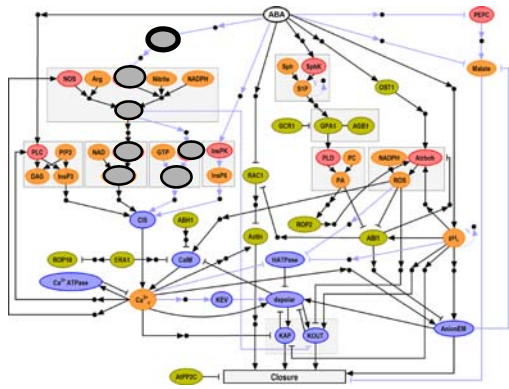 ABA
PEPC
NOS
Arg
Nitrite
NADPH
Sph
SphK
Malate
S1P
OST1
GCR1
GPA1
AGB1
PLC
PIP2
NAD
GTP
InsPK
DAG
InsP3
InsP6
RAC1
PLD
PC
NADPH
Atrboh
PA
ROS
CIS
ABH1
Actin
ROP2
ABI1
pH
ROP10
ERA1
CalM
HATPase
Ca2+ ATPase
Ca2+
KEV
depolar
AnionEM
KAP
KOUT
AtPP2C
Closure